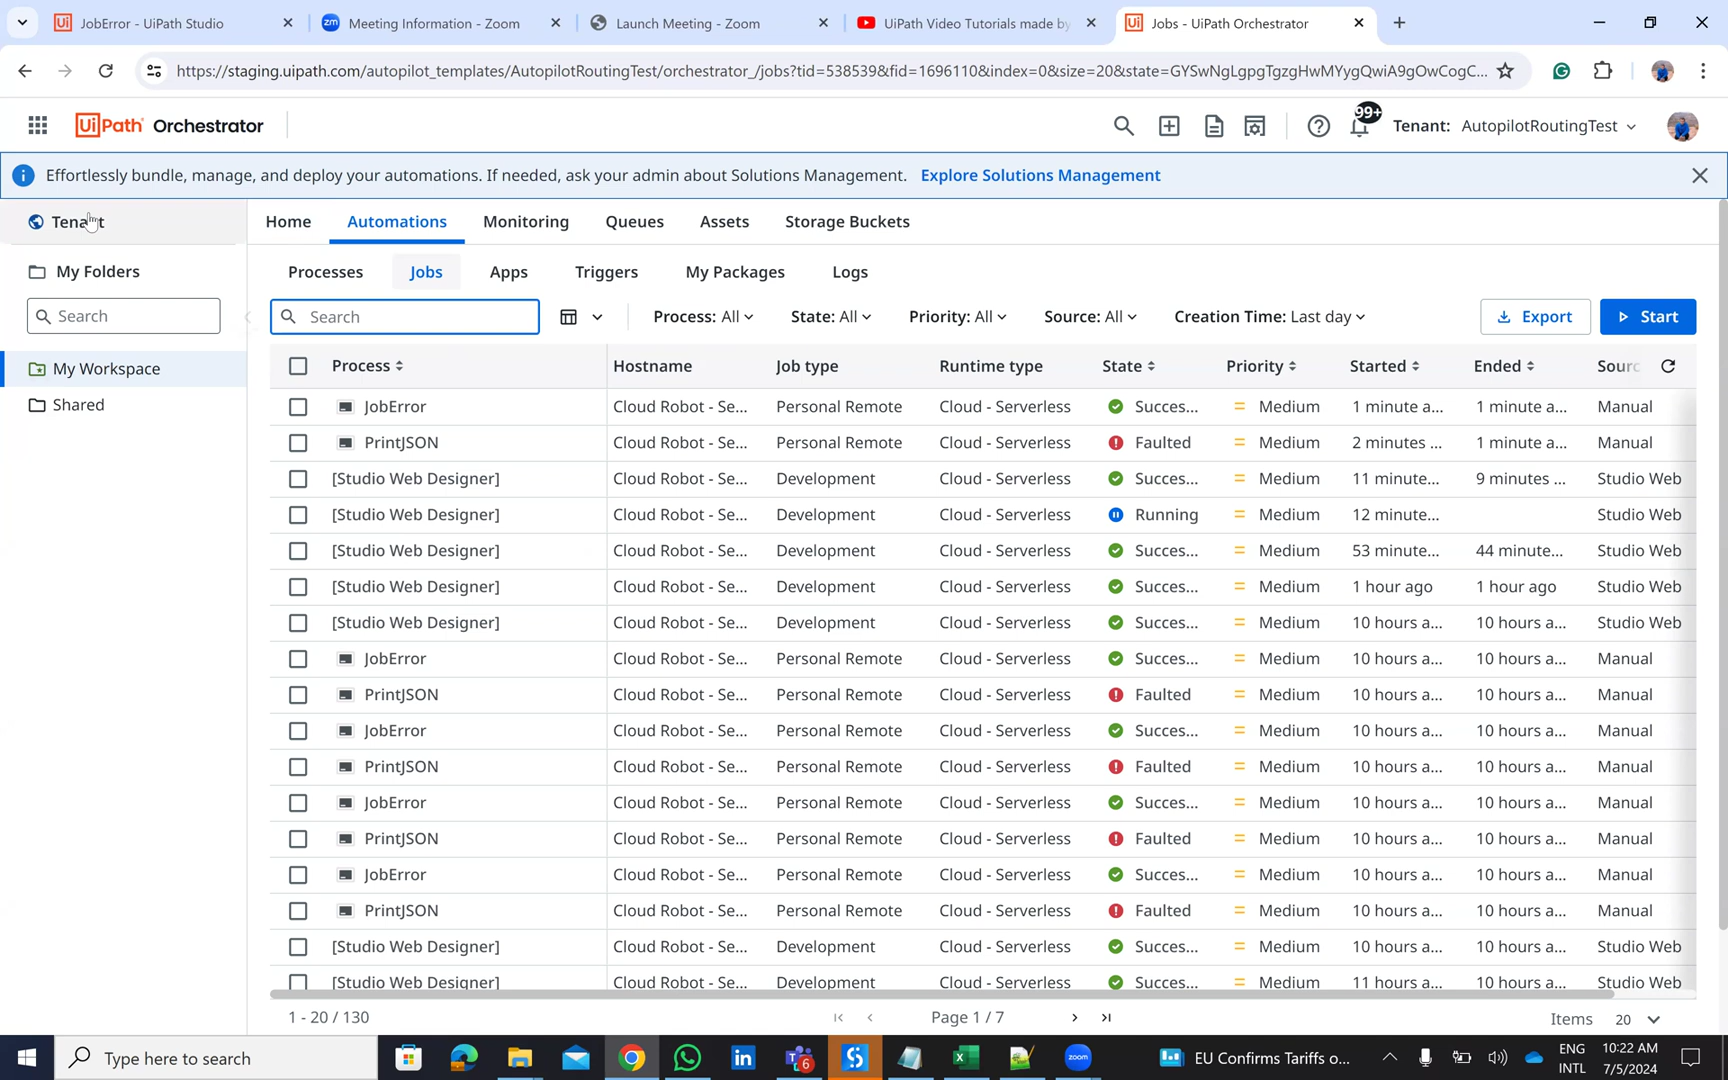 JobError - UiPath Studio
Meeting Information - Zoom
Launch Meeting - Zoom
UiPath Video Tutorials made by
Jobs - UiPath Orchestrator
https://staging.uipath.com/autopilot_templates/AutopilotRoutingTest/orchestrator_/jobs?tid=538539&fid=1696110&index=0&size=20&state=GYSwNgLgpgTgzgHwMYygQwiA9gOwCogC...
UiPath Orchestrator
99+
Tenant: AutopilotRoutingTest
Effortlessly bundle, manage, and deploy your automations. If needed, ask your admin about Solutions Management. Explore Solutions Management
Tenant
Home Automations Monitoring Queues Assets Storage Buckets
My Folders
Processes Jobs Apps Triggers My Packages Logs
Search
Search
Process: All State: All Priority: All Source: All Creation Time: Last day
Export Start
My Workspace
Shared
Process Hostname Job type Runtime type State Priority Started Ended Sourc
JobError Cloud Robot - Se... Personal Remote Cloud - Serverless Succes... Medium 1 minute a... 1 minute a... Manual
PrintJSON Cloud Robot - Se... Personal Remote Cloud - Serverless Faulted Medium 2 minutes ... 1 minute a... Manual
[Studio Web Designer] Cloud Robot - Se... Development Cloud - Serverless Succes... Medium 11 minute... 9 minutes ... Studio Web
[Studio Web Designer] Cloud Robot - Se... Development Cloud - Serverless Running Medium 12 minute... Studio Web
[Studio Web Designer] Cloud Robot - Se... Development Cloud - Serverless Succes... Medium 53 minute... 44 minute... Studio Web
[Studio Web Designer] Cloud Robot - Se... Development Cloud - Serverless Succes... Medium 1 hour ago 1 hour ago Studio Web
[Studio Web Designer] Cloud Robot - Se... Development Cloud - Serverless Succes... Medium 10 hours a... 10 hours a... Studio Web
JobError Cloud Robot - Se... Personal Remote Cloud - Serverless Succes... Medium 10 hours a... 10 hours a... Manual
PrintJSON Cloud Robot - Se... Personal Remote Cloud - Serverless Faulted Medium 10 hours a... 10 hours a... Manual
JobError Cloud Robot - Se... Personal Remote Cloud - Serverless Succes... Medium 10 hours a... 10 hours a... Manual
PrintJSON Cloud Robot - Se... Personal Remote Cloud - Serverless Faulted Medium 10 hours a... 10 hours a... Manual
JobError Cloud Robot - Se... Personal Remote Cloud - Serverless Succes... Medium 10 hours a... 10 hours a... Manual
PrintJSON Cloud Robot - Se... Personal Remote Cloud - Serverless Faulted Medium 10 hours a... 10 hours a... Manual
JobError Cloud Robot - Se... Personal Remote Cloud - Serverless Succes... Medium 10 hours a... 10 hours a... Manual
PrintJSON Cloud Robot - Se... Personal Remote Cloud - Serverless Faulted Medium 10 hours a... 10 hours a... Manual
[Studio Web Designer] Cloud Robot - Se... Development Cloud - Serverless Succes... Medium 10 hours a... 10 hours a... Studio Web
[Studio Web Designer] Cloud Robot - Se... Development Cloud - Serverless Succes... Medium 11 hours a... 10 hours a... Studio Web
1 - 20 / 130
Page 1 / 7
Items 20
Type here to search
6
zoom
EU Confirms Tariffs o...
ENG
INTL
10:22 AM
7/5/2024